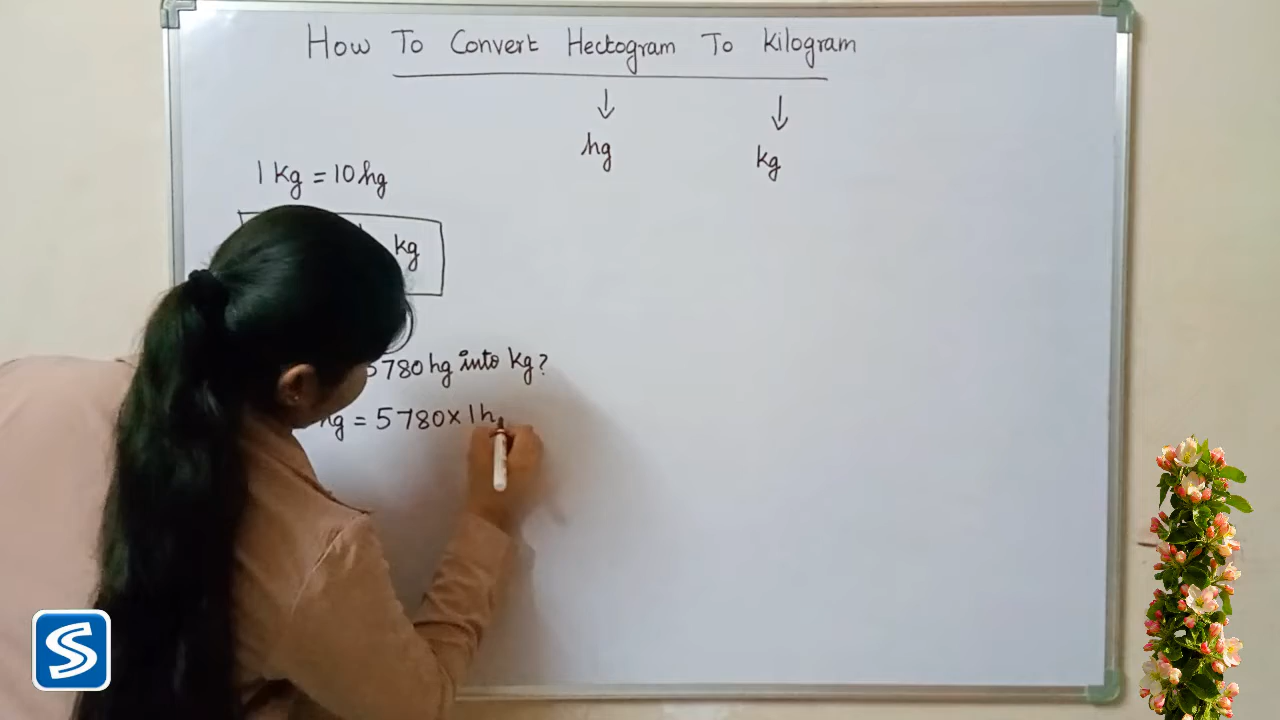 How To Convert Hectogram To Kilogram
↓ ↓
hg kg
1 kg = 10 hg
kg
5780 hg into kg?
hg = 5780 × 1 h
S